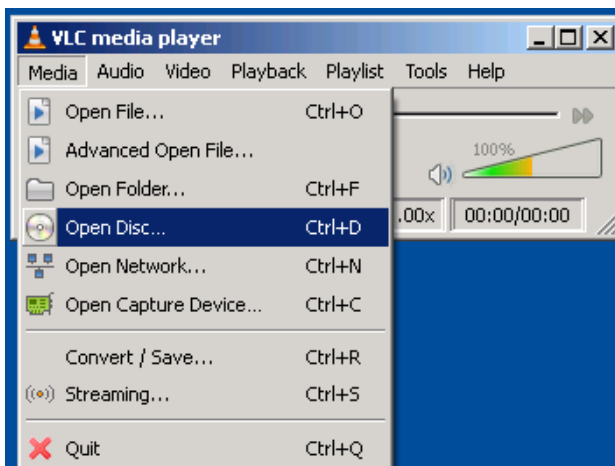 VLC media player
Media Audio Video Playback Playlist Tools Help
Open File... Ctrl+O
Advanced Open File...
Open Folder... Ctrl+F
Open Disc... Ctrl+D
Open Network... Ctrl+N
Open Capture Device... Ctrl+C
Convert / Save... Ctrl+R
Streaming... Ctrl+S
Quit Ctrl+Q
100%
.00x 00:00/00:00